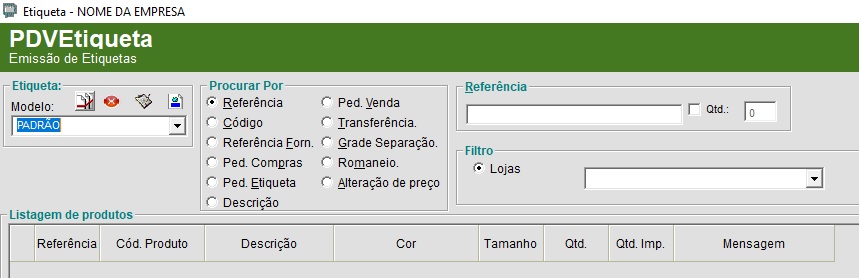 Etiqueta - NOME DA EMPRESA
PDVEtiqueta
Emissão de Etiquetas
Etiqueta:
Modelo:
PADRÃO
Procurar Por
Referência
Código
Referência Forn.
Ped. Compras
Ped. Etiqueta
Descrição
Ped. Venda
Transferência.
Grade Separação.
Romaneio.
Alteração de preço
Referência
Qtd.: 0
Filtro
Lojas
Listagem de produtos
Referência Cód. Produto Descrição Cor Tamanho Qtd. Qtd. Imp. Mensagem